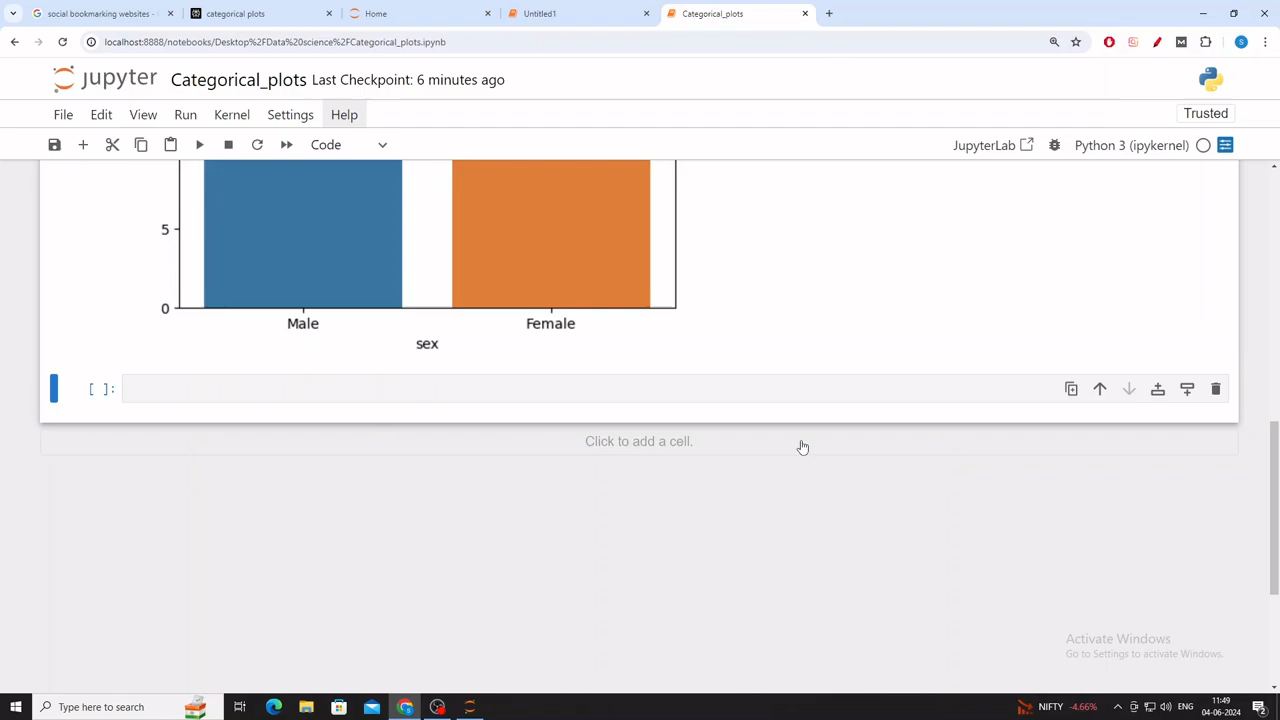 social bookmarking websites -
categorical plots
Home
Untitled1
Categorical_plots
localhost:8888/notebooks/Desktop%2FData%20science%2FCategorical_plots.ipynb
jupyter Categorical_plots Last Checkpoint: 6 minutes ago
File Edit View Run Kernel Settings Help Trusted
Code JupyterLab Python 3 (ipykernel)
5
0
Male Female
sex
[ ]:
Click to add a cell.
Activate Windows
Go to Settings to activate Windows.
Type here to search
NIFTY -4.66% ENG 11:49
04-06-2024 2